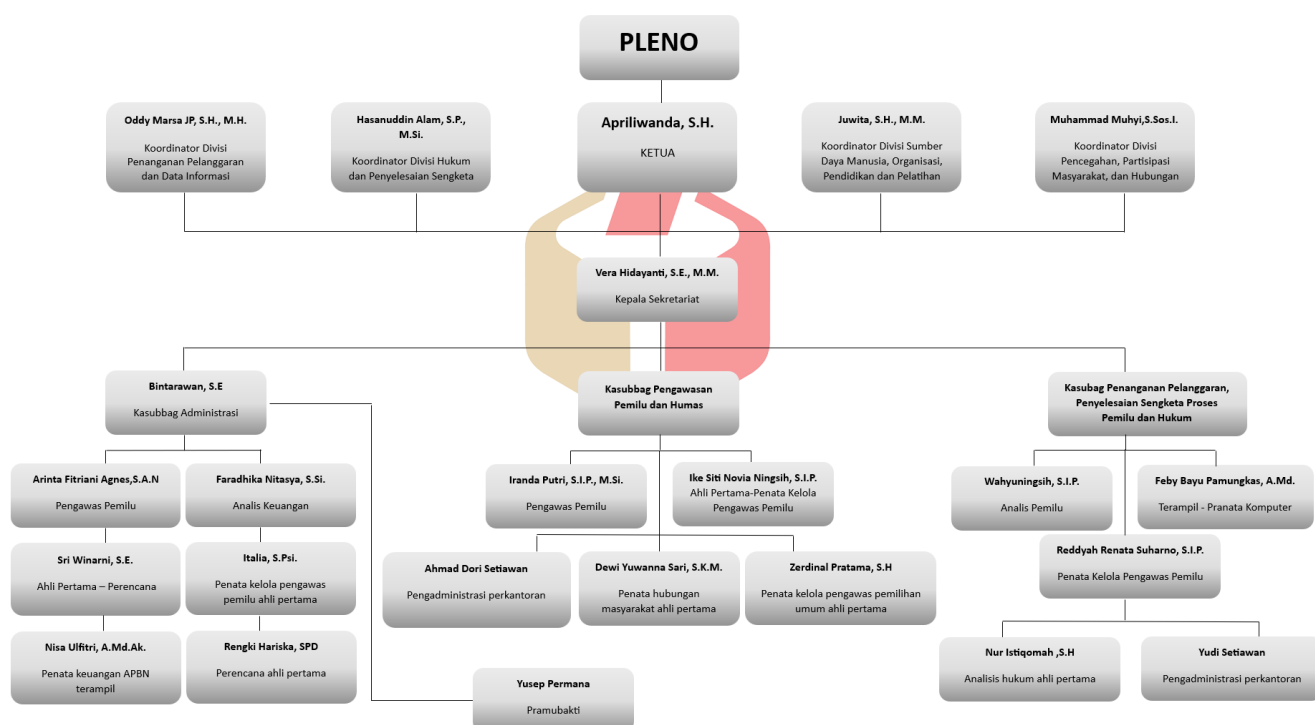 PLENO
Oddy Marsa JP, S.H., M.H.
Koordinator Divisi
Penanganan Pelanggaran
dan Data Informasi
Hasanuddin Alam, S.P.,
M.Si.
Koordinator Divisi Hukum
dan Penyelesaian Sengketa
Apriliwanda, S.H.
KETUA
Juwita, S.H., M.M.
Koordinator Divisi Sumber
Daya Manusia, Organisasi,
Pendidikan dan Pelatihan
Muhammad Muhyi,S.Sos.I.
Koordinator Divisi
Pencegahan, Partisipasi
Masyarakat, dan Hubungan
Vera Hidayanti, S.E., M.M.
Kepala Sekretariat
Bintarawan, S.E
Kasubbag Administrasi
Kasubbag Pengawasan
Pemilu dan Humas
Kasubag Penanganan Pelanggaran,
Penyelesaian Sengketa Proses
Pemilu dan Hukum
Arinta Fitriani Agnes,S.A.N
Pengawas Pemilu
Faradhika Nitasya, S.Si.
Analis Keuangan
Iranda Putri, S.I.P., M.Si.
Pengawas Pemilu
Ike Siti Novia Ningsih, S.I.P.
Ahli Pertama-Penata Kelola
Pengawas Pemilu
Wahyuningsih, S.I.P.
Analis Pemilu
Feby Bayu Pamungkas, A.Md.
Terampil - Pranata Komputer
Sri Winarni, S.E.
Ahli Pertama – Perencana
Italia, S.Psi.
Penata kelola pengawas
pemilu ahli pertama
Ahmad Dori Setiawan
Pengadministrasi perkantoran
Dewi Yuwanna Sari, S.K.M.
Penata hubungan
masyarakat ahli pertama
Zerdinal Pratama, S.H
Penata kelola pengawas pemilihan
umum ahli pertama
Reddyah Renata Suharno, S.I.P.
Penata Kelola Pengawas Pemilu
Nisa Ulfitri, A.Md.Ak.
Penata keuangan APBN
terampil
Rengki Hariska, SPD
Perencana ahli pertama
Yusep Permana
Pramubakti
Nur Istiqomah ,S.H
Analisis hukum ahli pertama
Yudi Setiawan
Pengadministrasi perkantoran